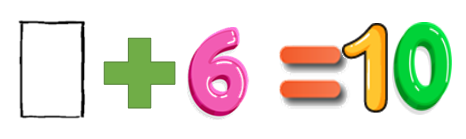 □ + 6 = 10